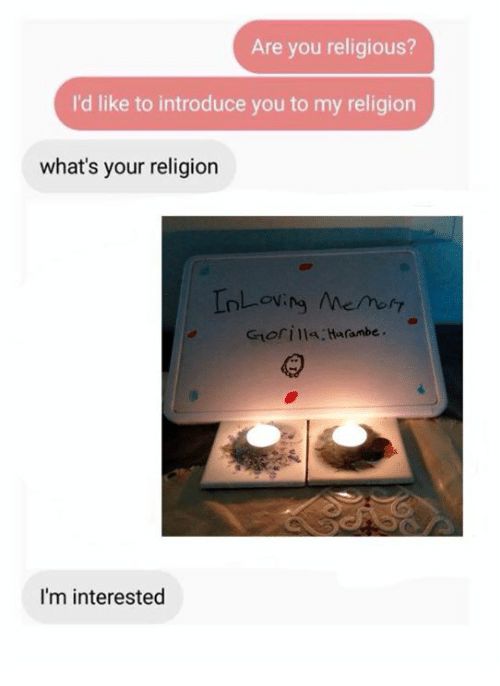 Are you religious?
I'd like to introduce you to my religion
what's your religion
InLoving Memory
Gorilla: Harambe.
I'm interested